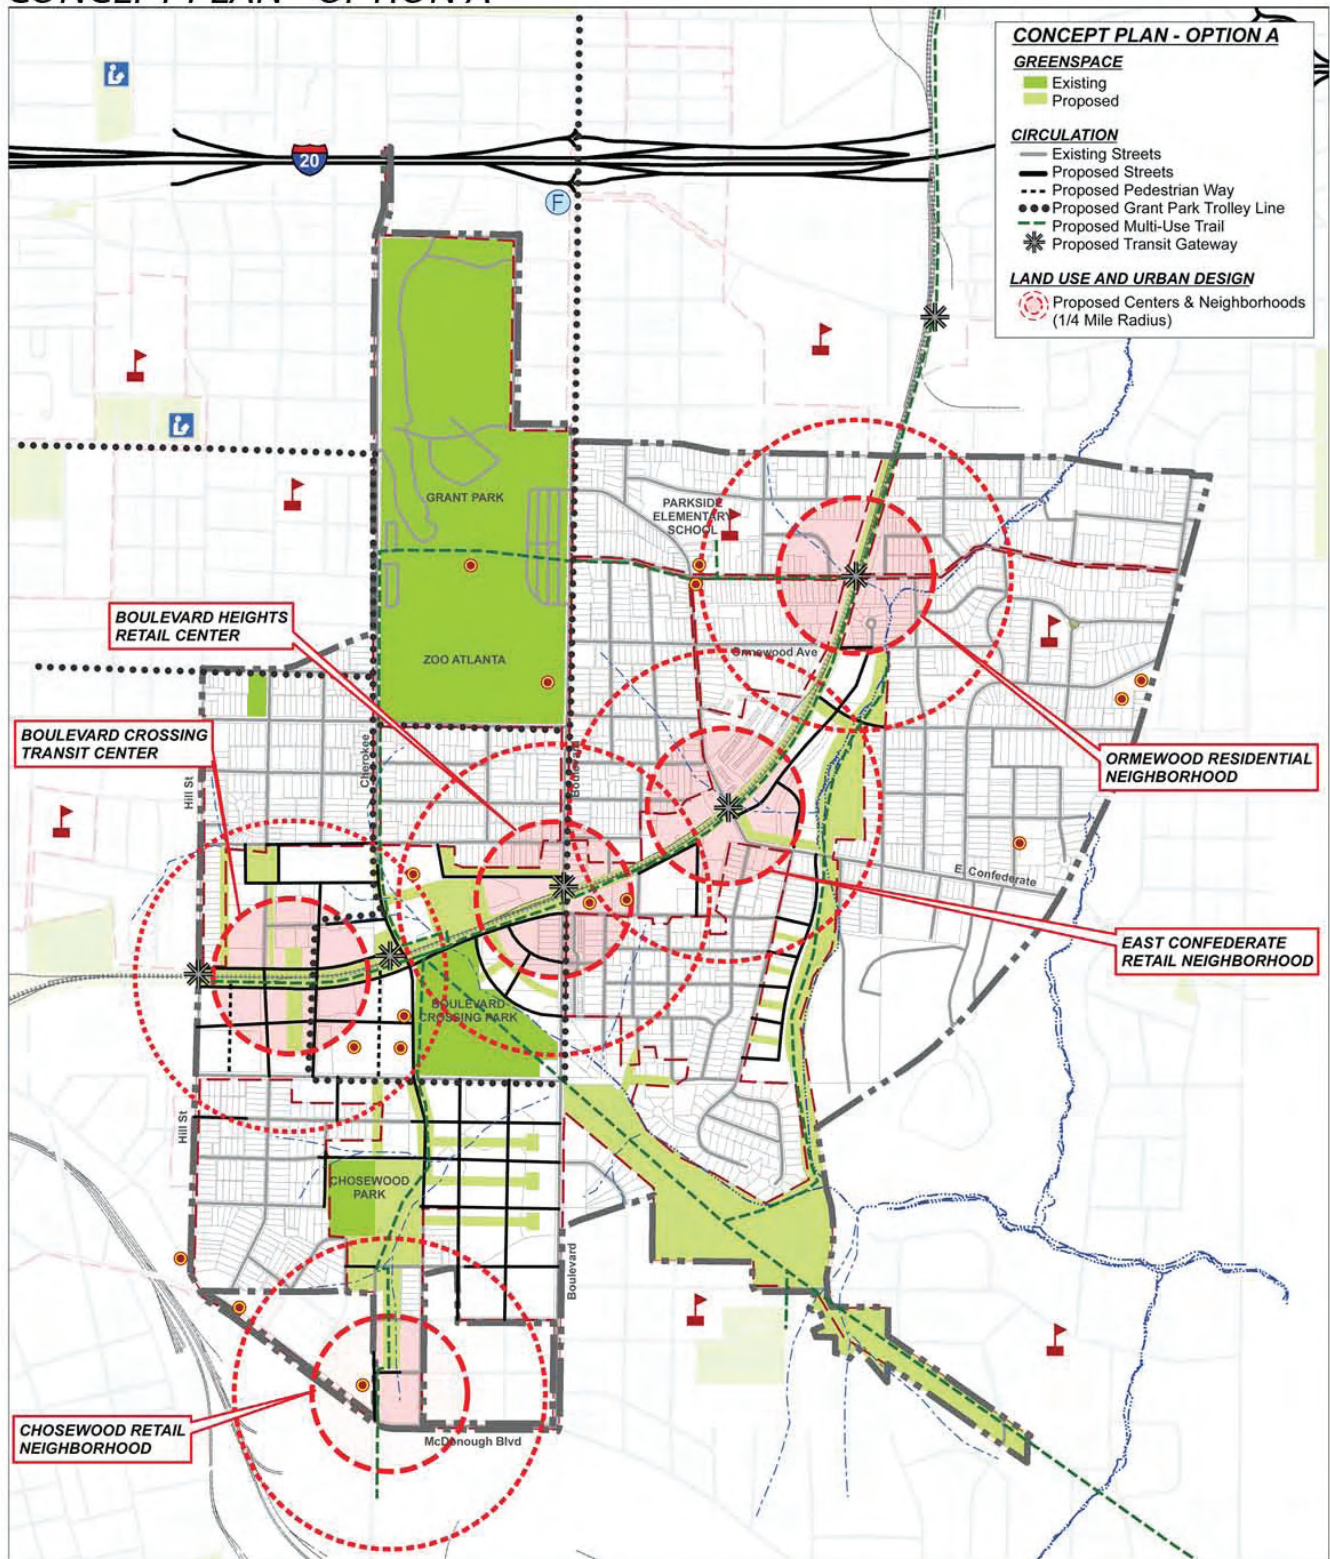 CONCEPT PLAN - OPTION A
CONCEPT PLAN - OPTION A
GREENSPACE
Existing
Proposed
CIRCULATION
Existing Streets
Proposed Streets
Proposed Pedestrian Way
Proposed Grant Park Trolley Line
Proposed Multi-Use Trail
Proposed Transit Gateway
LAND USE AND URBAN DESIGN
Proposed Centers & Neighborhoods
(1/4 Mile Radius)
20
F
GRANT PARK
PARKSIDE
ELEMENTARY
SCHOOL
BOULEVARD HEIGHTS
RETAIL CENTER
ZOO ATLANTA
Ormewood Ave
BOULEVARD CROSSING
TRANSIT CENTER
Hill St
Cherokee
Boulevard
ORMEWOOD RESIDENTIAL
NEIGHBORHOOD
E. Confederate
EAST CONFEDERATE
RETAIL NEIGHBORHOOD
BOULEVARD
CROSSING PARK
Hill St
CHOSEWOOD
PARK
Boulevard
CHOSEWOOD RETAIL
NEIGHBORHOOD
McDonough Blvd